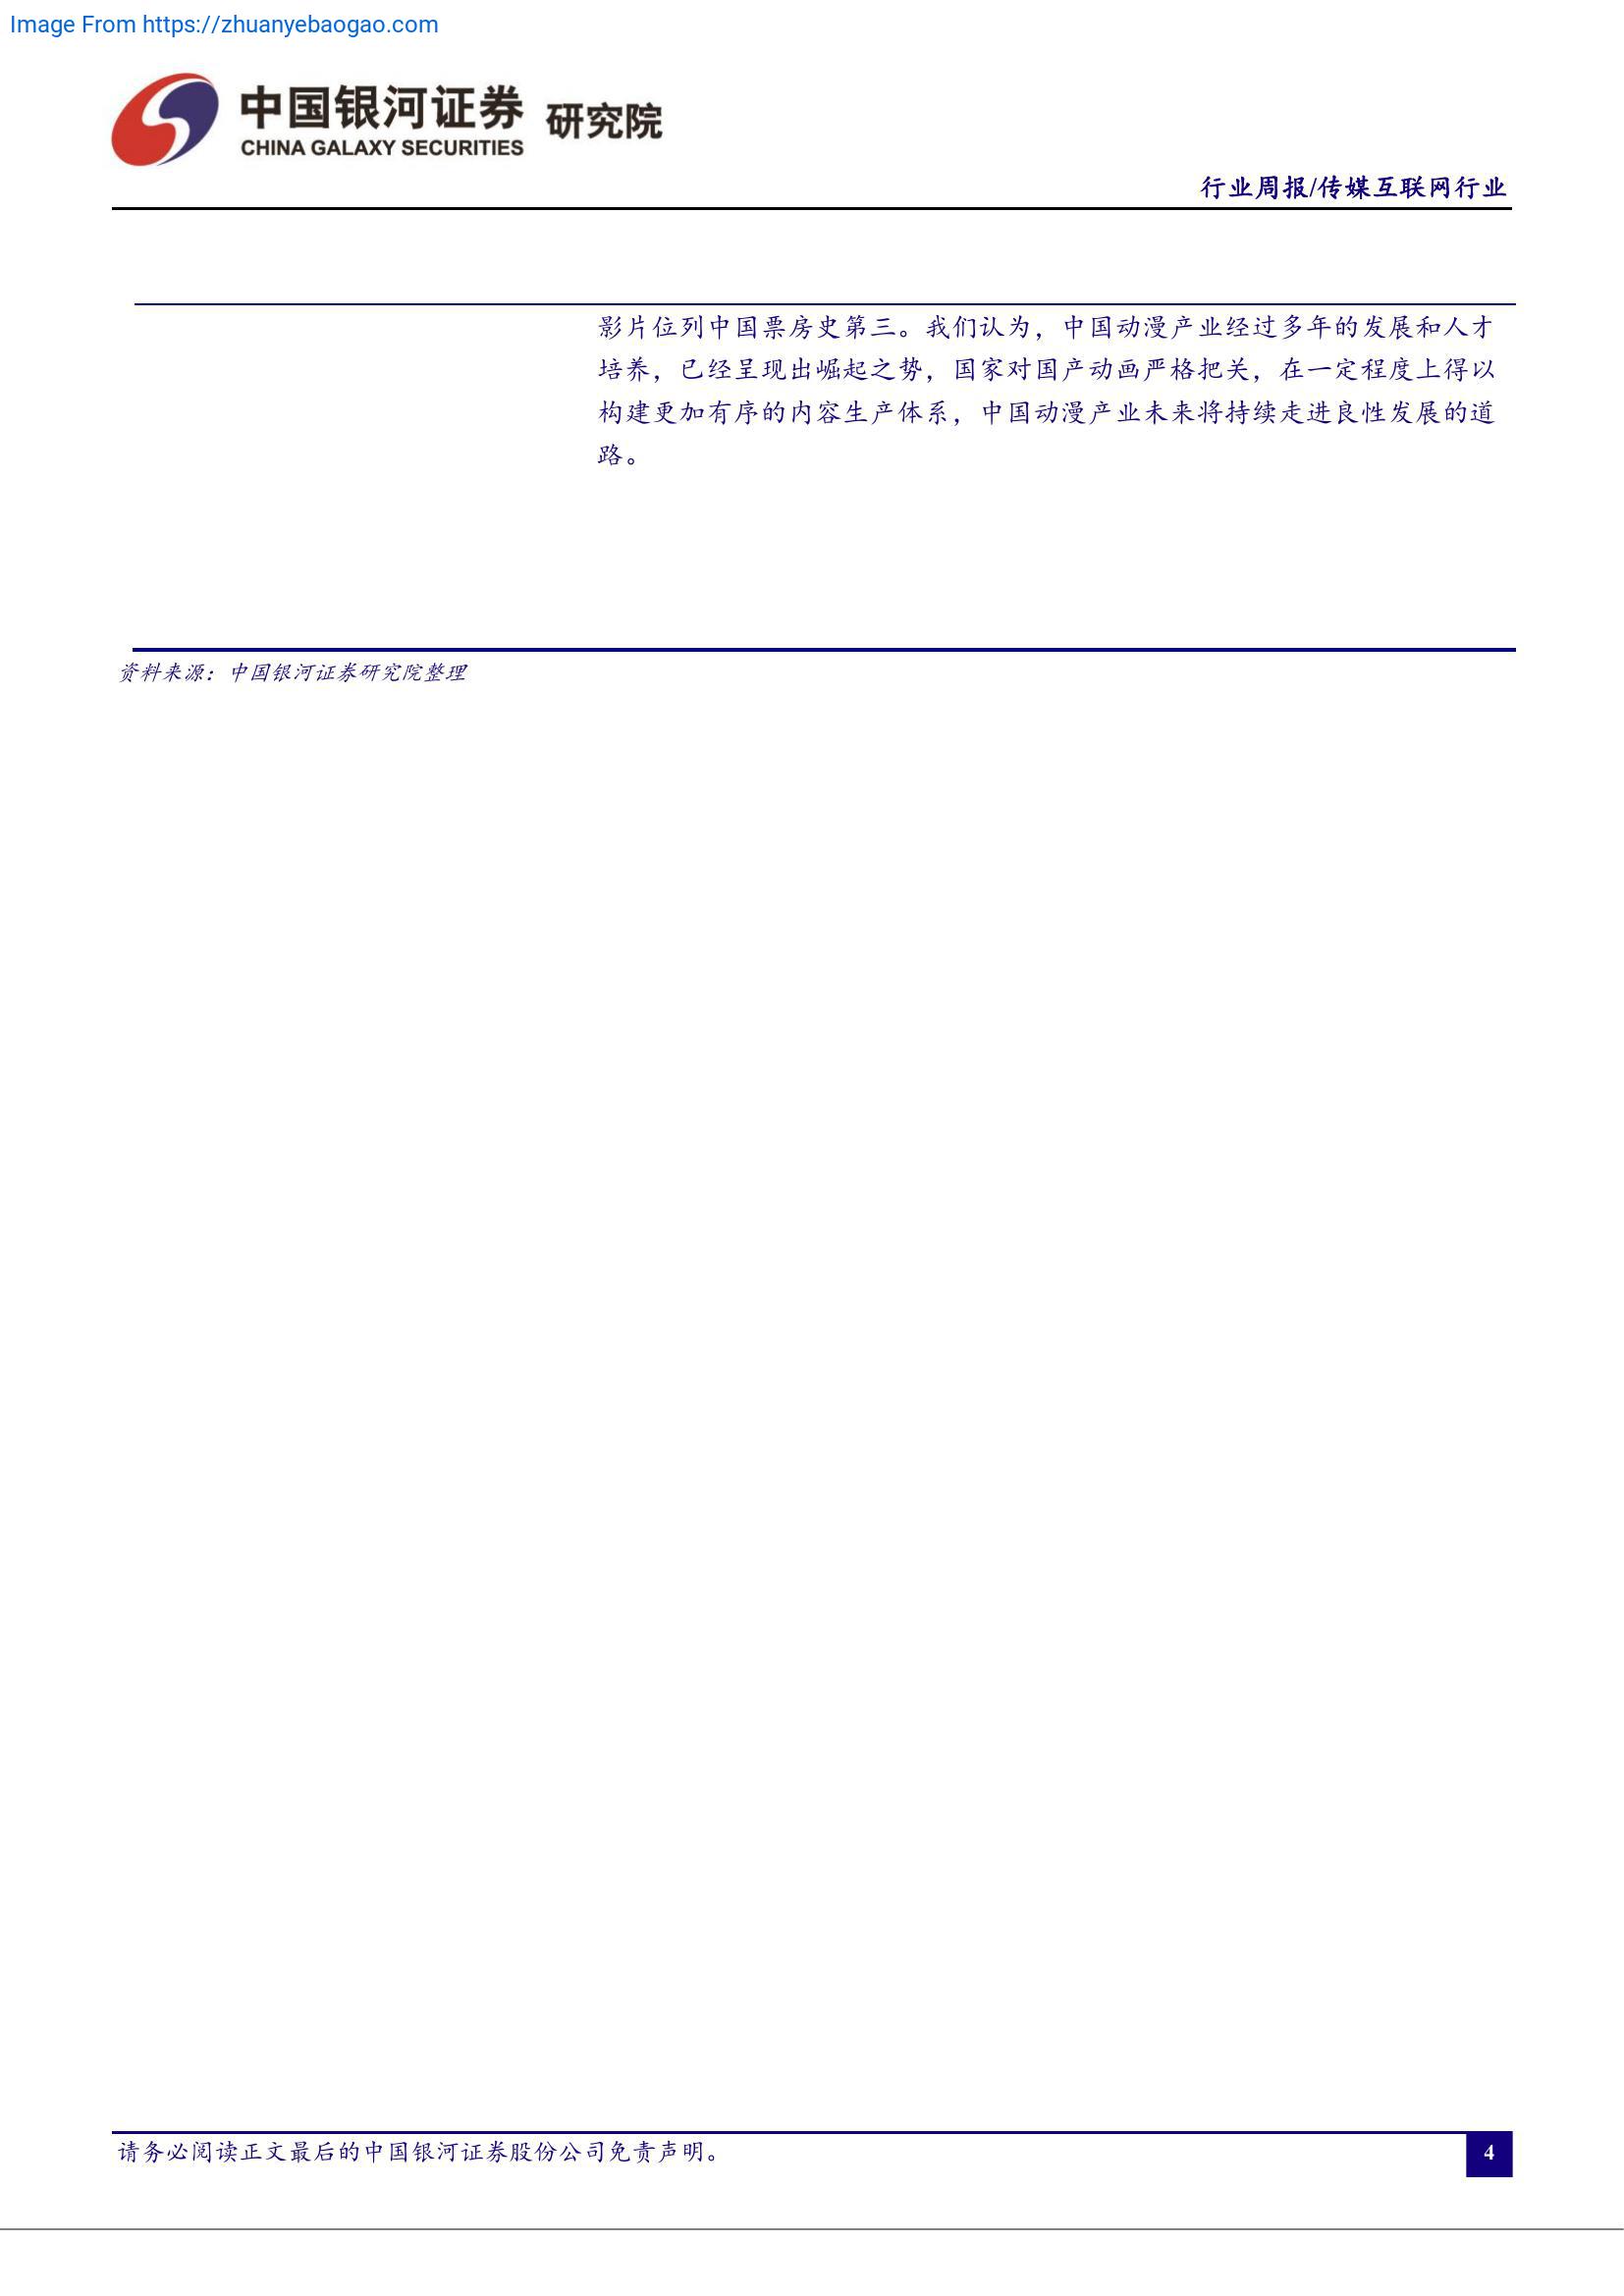 Image From https://zhuanyebaogao.com
中国银河证券 研究院
CHINA GALAXY SECURITIES
行业周报/传媒互联网行业
影片位列中国票房史第三。我们认为，中国动漫产业经过多年的发展和人才
培养，已经呈现出崛起之势，国家对国产动画严格把关，在一定程度上得以
构建更加有序的内容生产体系，中国动漫产业未来将持续走进良性发展的道
路。
资料来源：中国银河证券研究院整理
请务必阅读正文最后的中国银河证券股份公司免责声明。
4